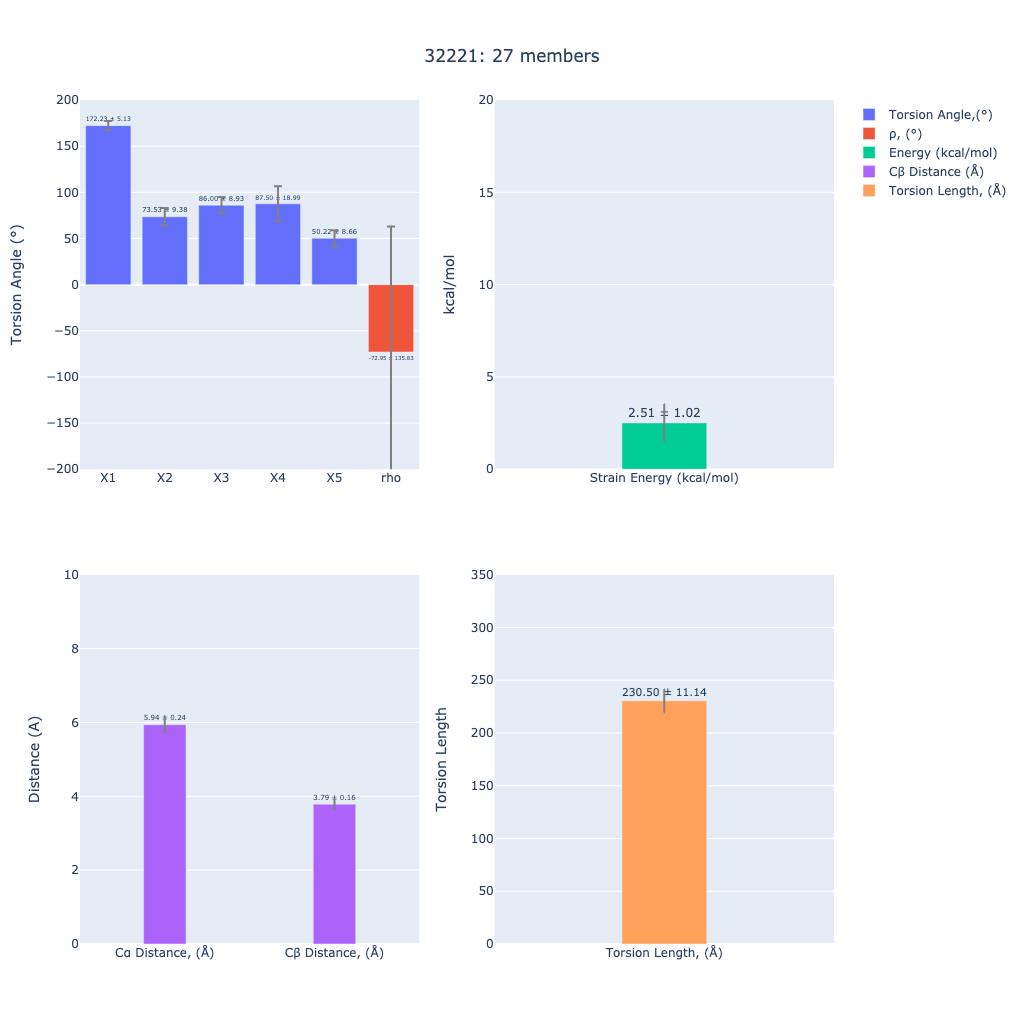 32221: 27 members
Torsion Angle (°)
200
150
100
50
0
−50
−100
−150
−200
172.23 ± 5.13
73.53 ± 9.38
86.00 ± 8.93
87.50 ± 18.99
50.22 ± 8.66
-72.95 ± 135.83
X1 X2 X3 X4 X5 rho
kcal/mol
20
15
10
5
0
2.51 ± 1.02
Strain Energy (kcal/mol)
Torsion Angle,(°)
ρ, (°)
Energy (kcal/mol)
Cβ Distance (Å)
Torsion Length, (Å)
Distance (A)
10
8
6
4
2
0
5.94 ± 0.24
3.79 ± 0.16
Cα Distance, (Å) Cβ Distance, (Å)
Torsion Length
350
300
250
200
150
100
50
0
230.50 ± 11.14
Torsion Length, (Å)